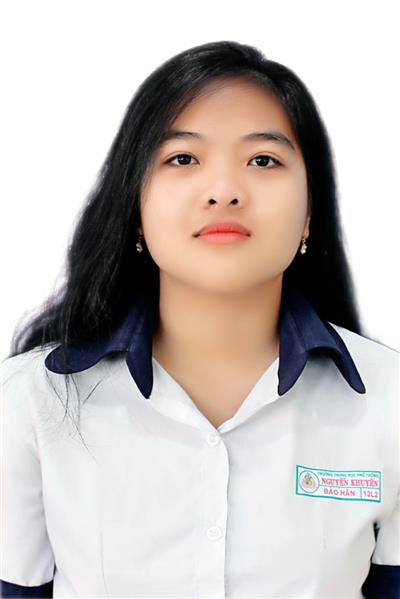 TRƯỜNG TRUNG HỌC PHỔ THÔNG
NGUYỄN KHUYẾN
BẢO HÂN 12L2